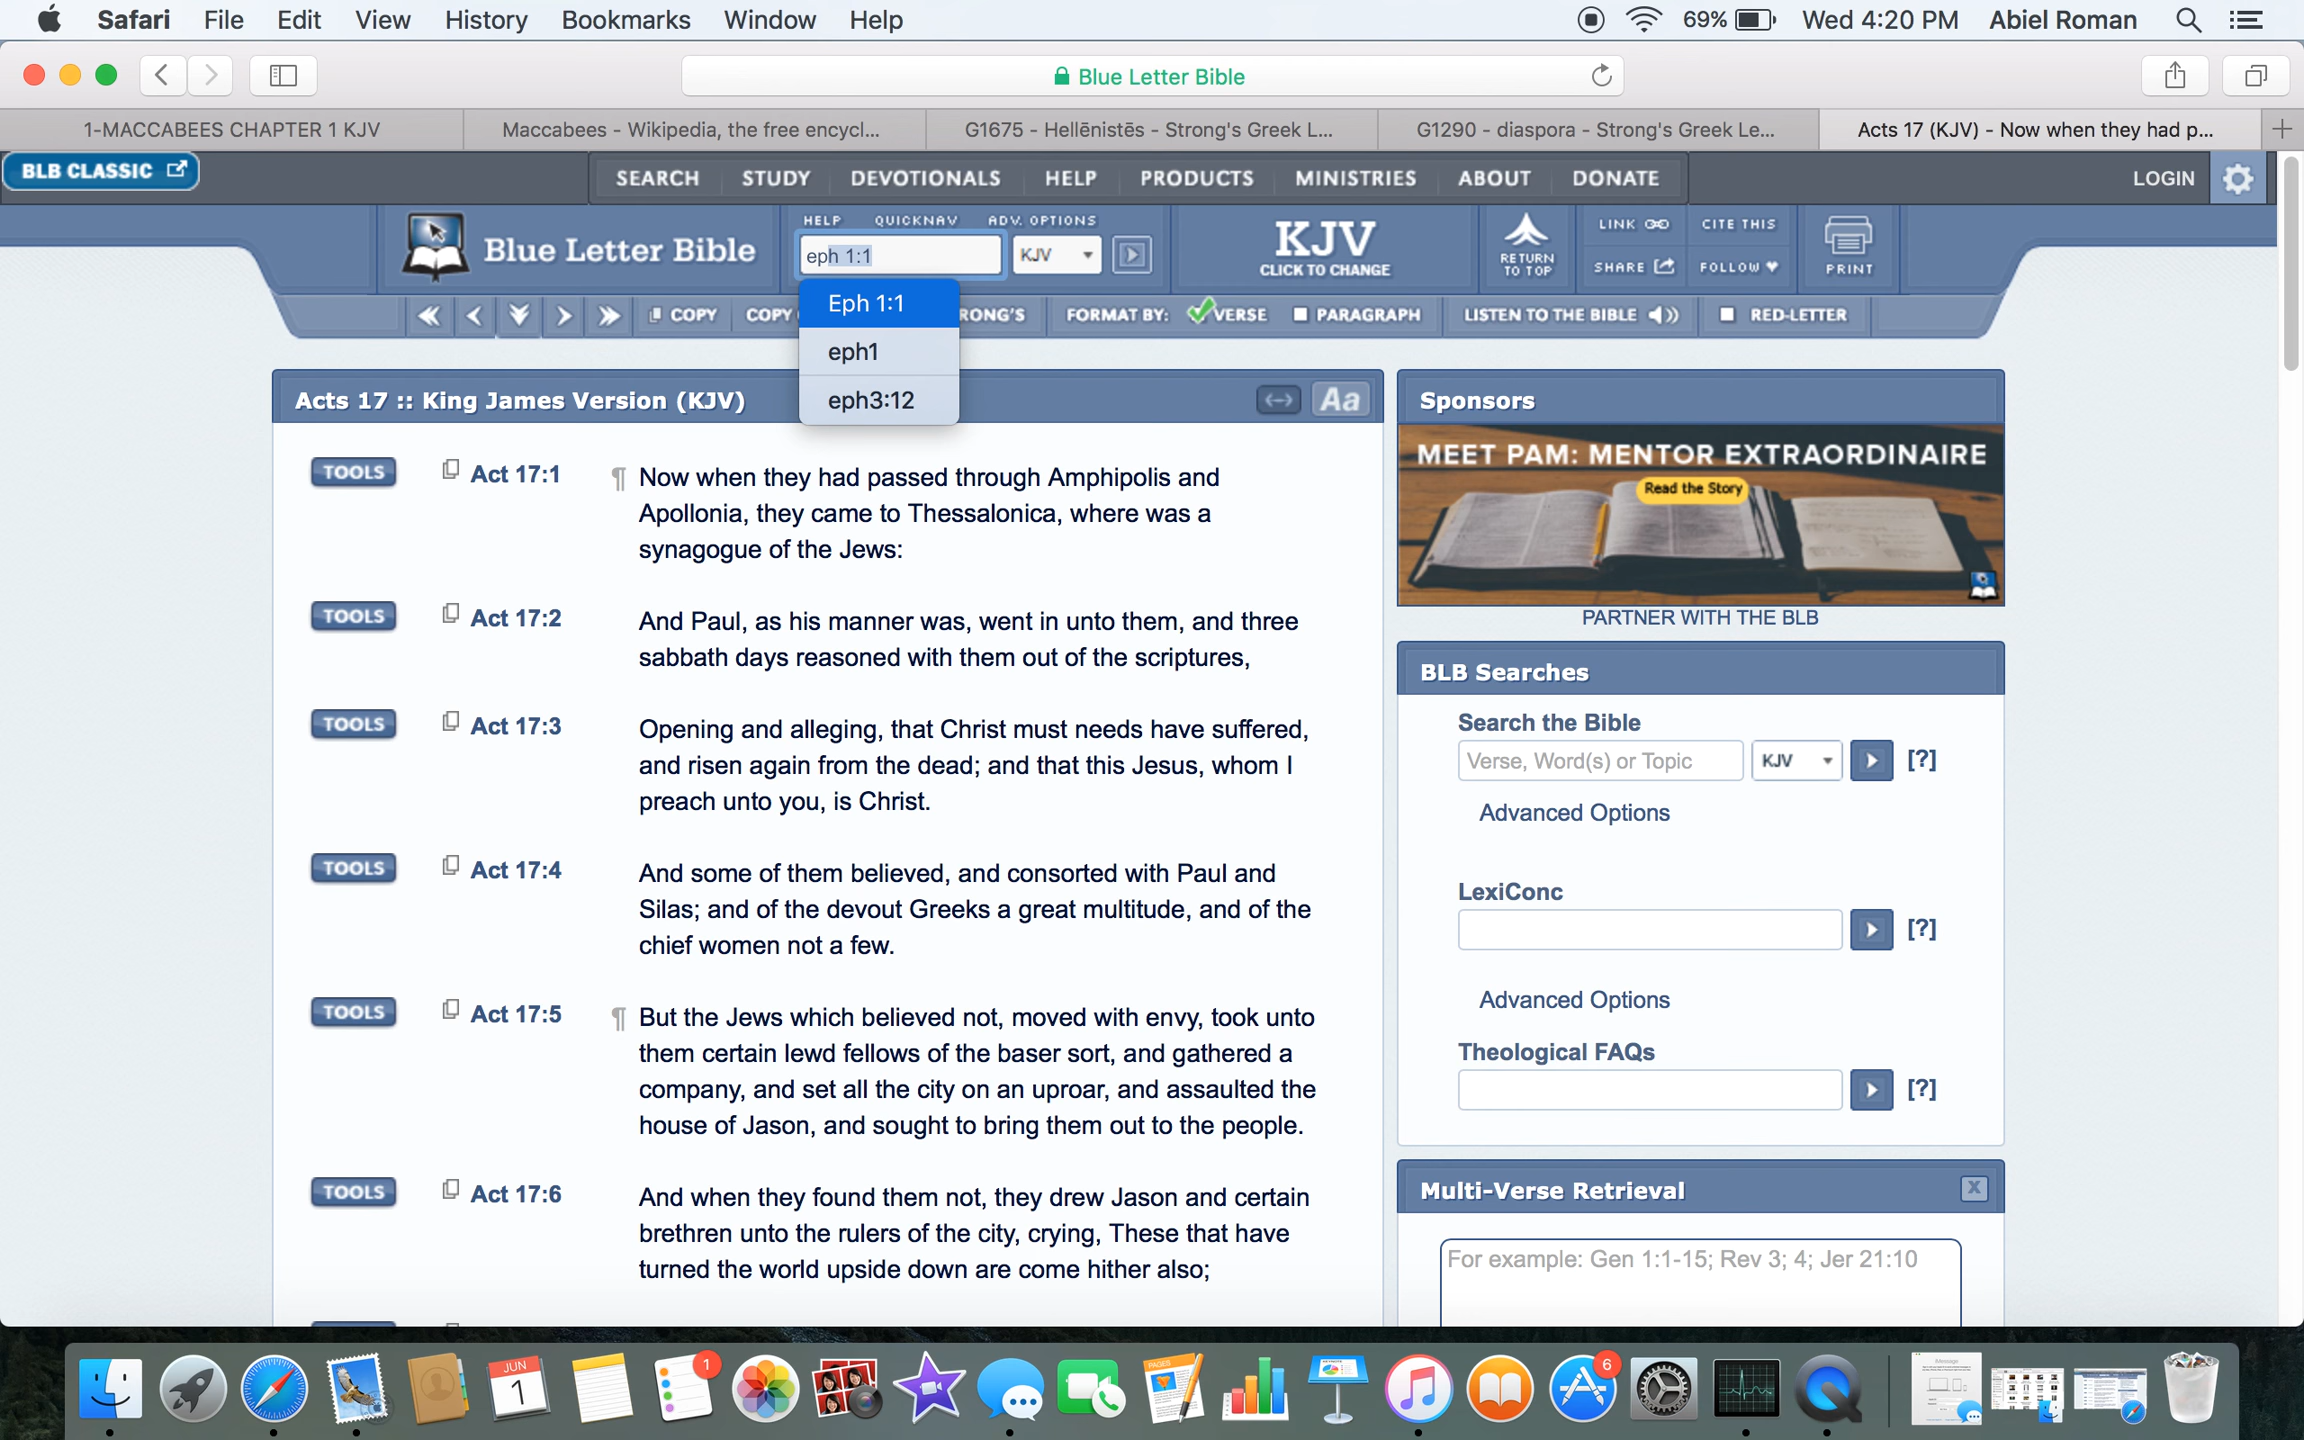 Safari File Edit View History Bookmarks Window Help 69% Wed 4:20 PM Abiel Roman
Blue Letter Bible
1-MACCABEES CHAPTER 1 KJV
Maccabees - Wikipedia, the free encycl...
G1675 - Hellēnistēs - Strong's Greek L...
G1290 - diaspora - Strong's Greek Le...
Acts 17 (KJV) - Now when they had p...
BLB CLASSIC
SEARCH STUDY DEVOTIONALS HELP PRODUCTS MINISTRIES ABOUT DONATE LOGIN
Blue Letter Bible
HELP QUICKNAV ADV. OPTIONS
eph 1:1 KJV
Eph 1:1
eph1
eph3:12
KJV
CLICK TO CHANGE
RETURN
TO TOP
LINK CITE THIS
SHARE FOLLOW
PRINT
COPY COPY RONG'S FORMAT BY: VERSE PARAGRAPH LISTEN TO THE BIBLE RED-LETTER
Acts 17 :: King James Version (KJV) Aa
TOOLS Act 17:1 ¶ Now when they had passed through Amphipolis and
Apollonia, they came to Thessalonica, where was a
synagogue of the Jews:
TOOLS Act 17:2 And Paul, as his manner was, went in unto them, and three
sabbath days reasoned with them out of the scriptures,
TOOLS Act 17:3 Opening and alleging, that Christ must needs have suffered,
and risen again from the dead; and that this Jesus, whom I
preach unto you, is Christ.
TOOLS Act 17:4 And some of them believed, and consorted with Paul and
Silas; and of the devout Greeks a great multitude, and of the
chief women not a few.
TOOLS Act 17:5 ¶ But the Jews which believed not, moved with envy, took unto
them certain lewd fellows of the baser sort, and gathered a
company, and set all the city on an uproar, and assaulted the
house of Jason, and sought to bring them out to the people.
TOOLS Act 17:6 And when they found them not, they drew Jason and certain
brethren unto the rulers of the city, crying, These that have
turned the world upside down are come hither also;
Sponsors
MEET PAM: MENTOR EXTRAORDINAIRE
Read the Story
PARTNER WITH THE BLB
BLB Searches
Search the Bible
Verse, Word(s) or Topic KJV [?]
Advanced Options
LexiConc
[?]
Advanced Options
Theological FAQs
[?]
Multi-Verse Retrieval X
For example: Gen 1:1-15; Rev 3; 4; Jer 21:10
JUN
1
1
PAGES
6